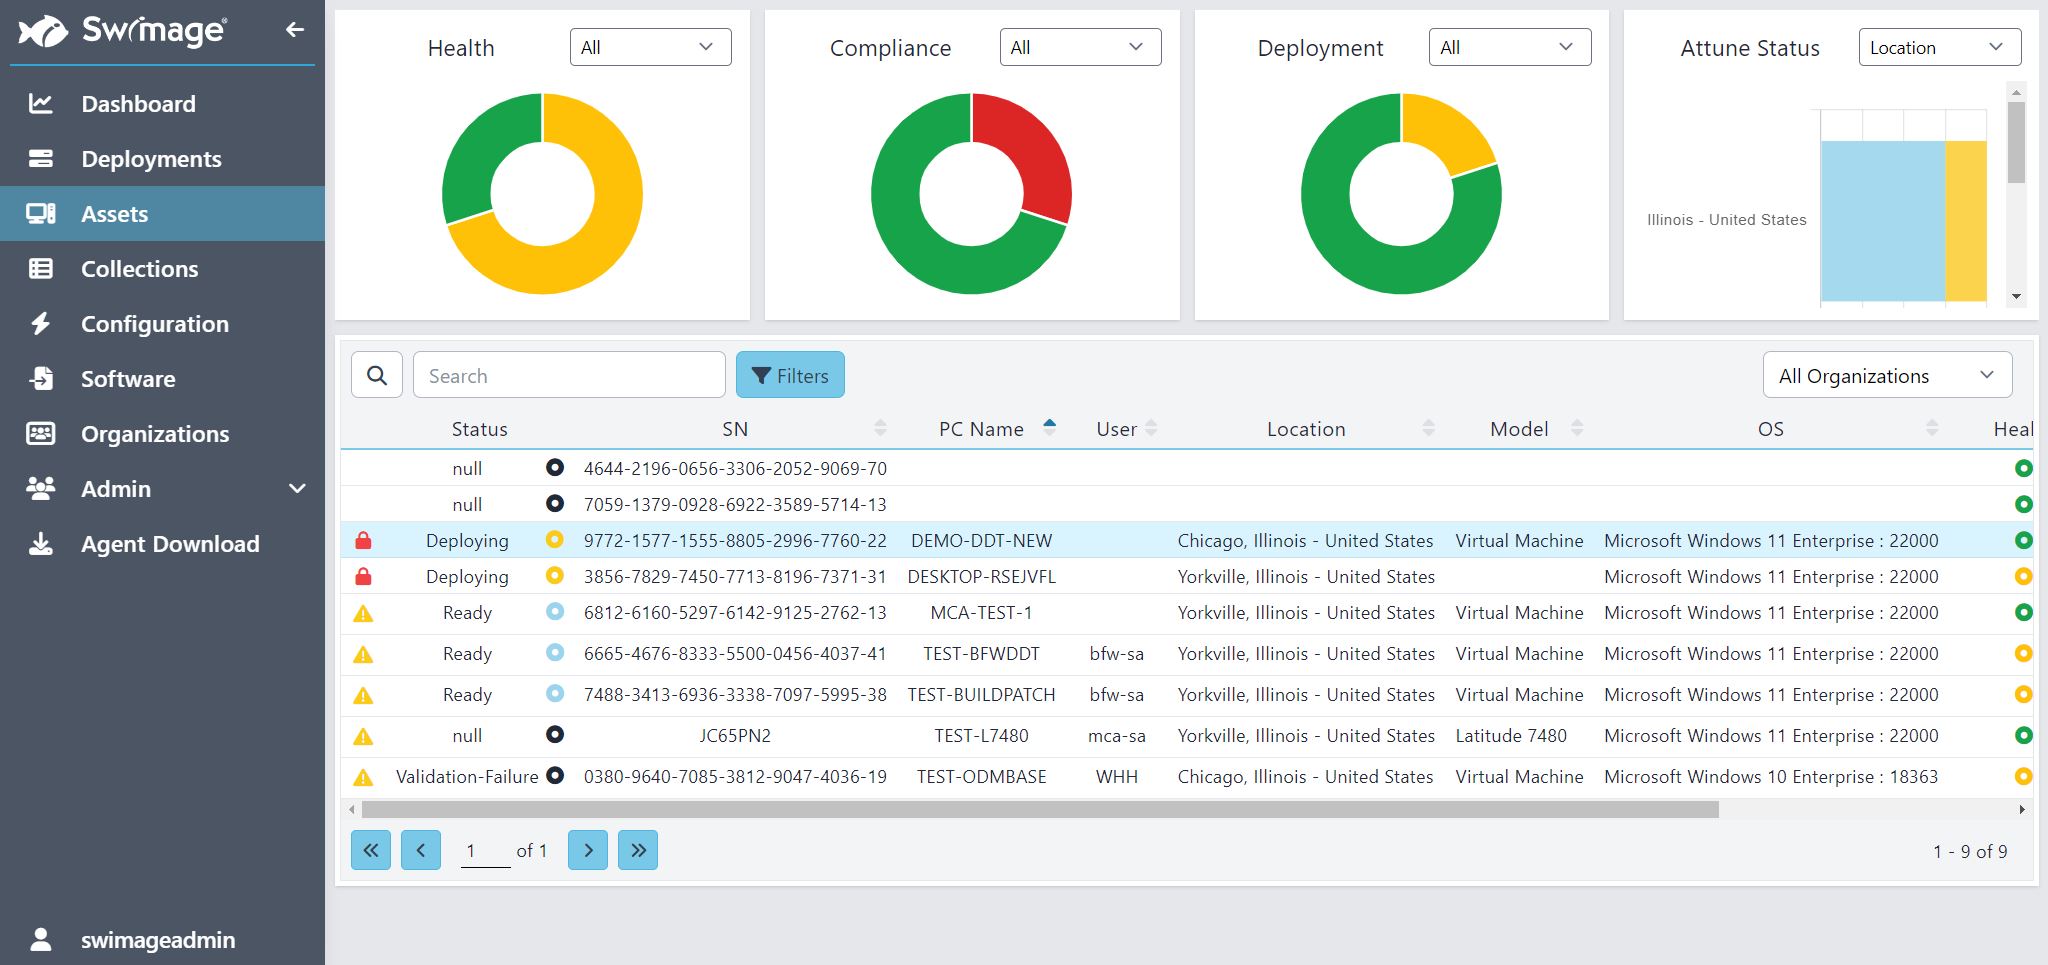 Swimage®
Dashboard
Deployments
Assets
Collections
Configuration
Software
Organizations
Admin
Agent Download
swimageadmin
Health All
Compliance All
Deployment All
Attune Status Location
Illinois - United States
Search Filters All Organizations
Status SN PC Name User Location Model OS Heal
null 4644-2196-0656-3306-2052-9069-70
null 7059-1379-0928-6922-3589-5714-13
Deploying 9772-1577-1555-8805-2996-7760-22 DEMO-DDT-NEW Chicago, Illinois - United States Virtual Machine Microsoft Windows 11 Enterprise : 22000
Deploying 3856-7829-7450-7713-8196-7371-31 DESKTOP-RSEJVFL Yorkville, Illinois - United States Microsoft Windows 11 Enterprise : 22000
Ready 6812-6160-5297-6142-9125-2762-13 MCA-TEST-1 Yorkville, Illinois - United States Virtual Machine Microsoft Windows 11 Enterprise : 22000
Ready 6665-4676-8333-5500-0456-4037-41 TEST-BFWDDT bfw-sa Yorkville, Illinois - United States Virtual Machine Microsoft Windows 11 Enterprise : 22000
Ready 7488-3413-6936-3338-7097-5995-38 TEST-BUILDPATCH bfw-sa Yorkville, Illinois - United States Virtual Machine Microsoft Windows 11 Enterprise : 22000
null JC65PN2 TEST-L7480 mca-sa Yorkville, Illinois - United States Latitude 7480 Microsoft Windows 11 Enterprise : 22000
Validation-Failure 0380-9640-7085-3812-9047-4036-19 TEST-ODMBASE WHH Chicago, Illinois - United States Virtual Machine Microsoft Windows 10 Enterprise : 18363
1 of 1 1 - 9 of 9